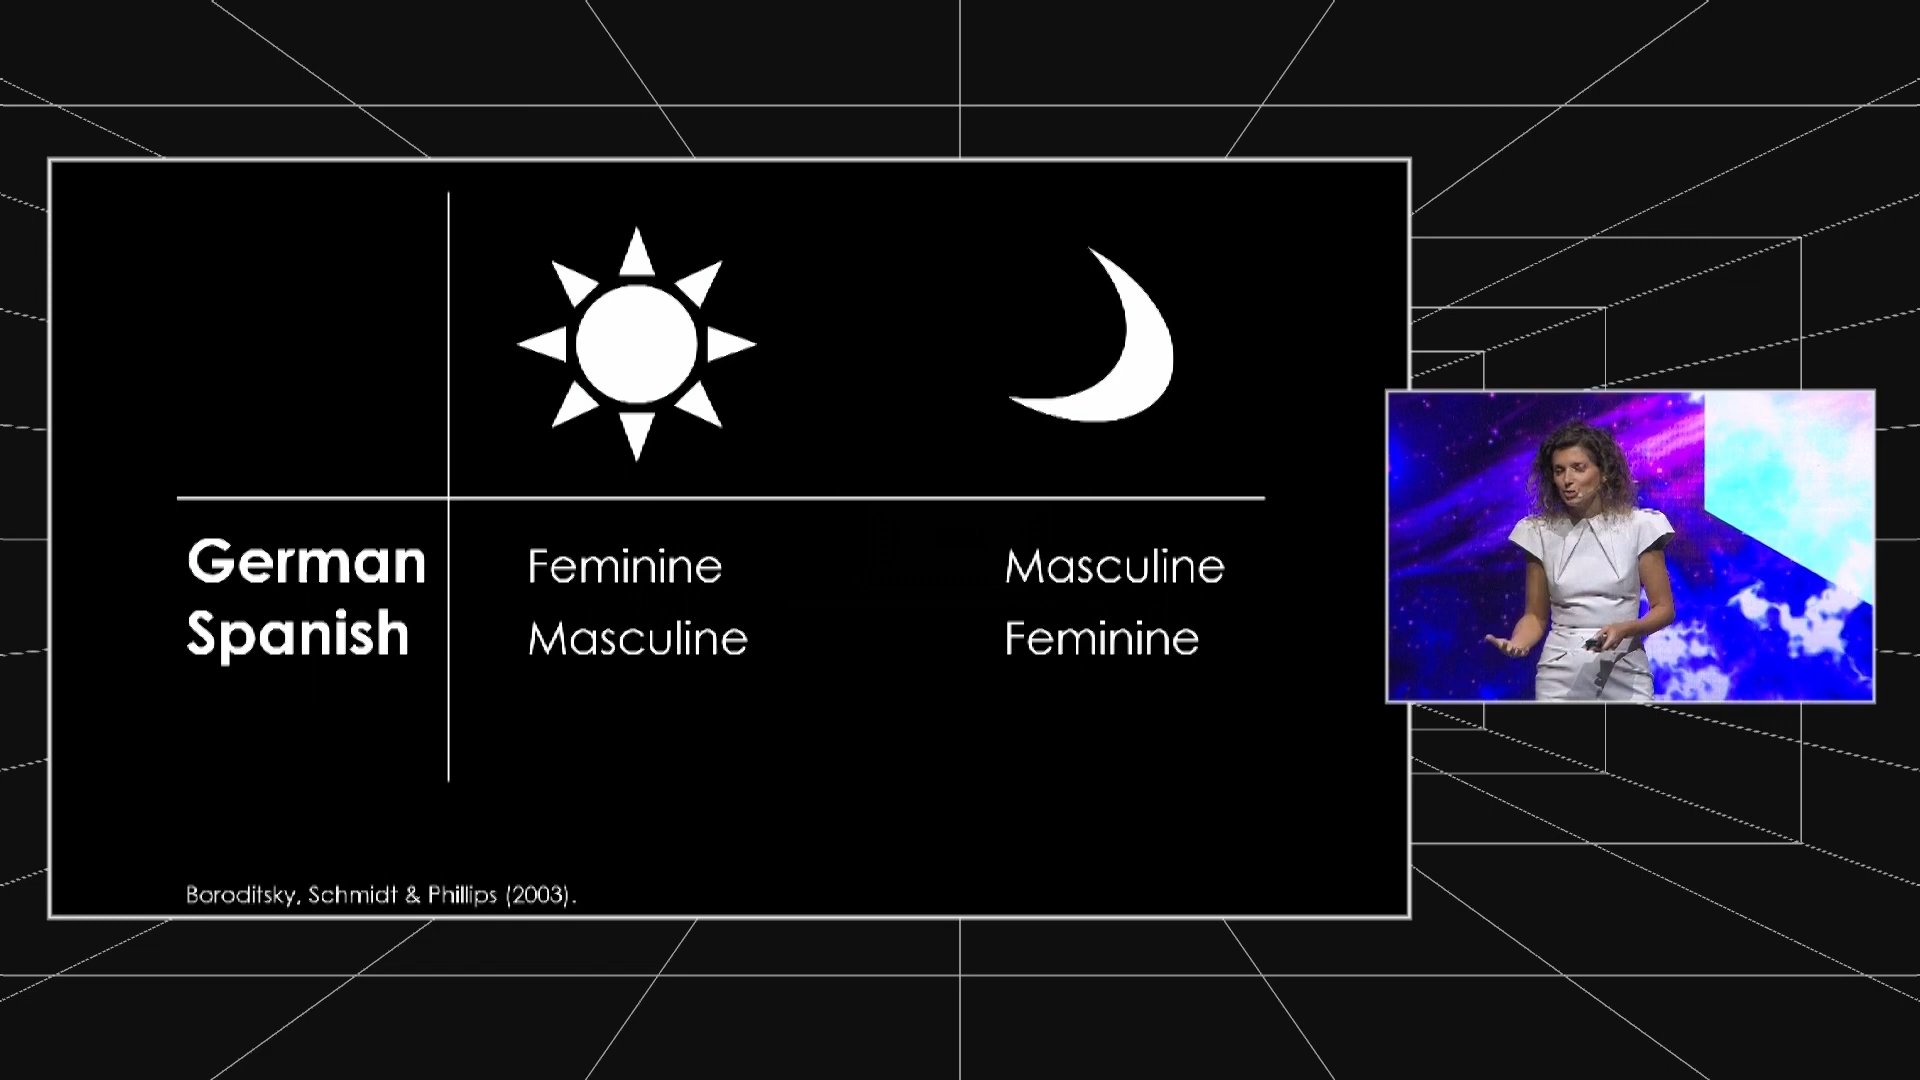 German Feminine Masculine
Spanish Masculine Feminine
Boroditsky, Schmidt & Phillips (2003).